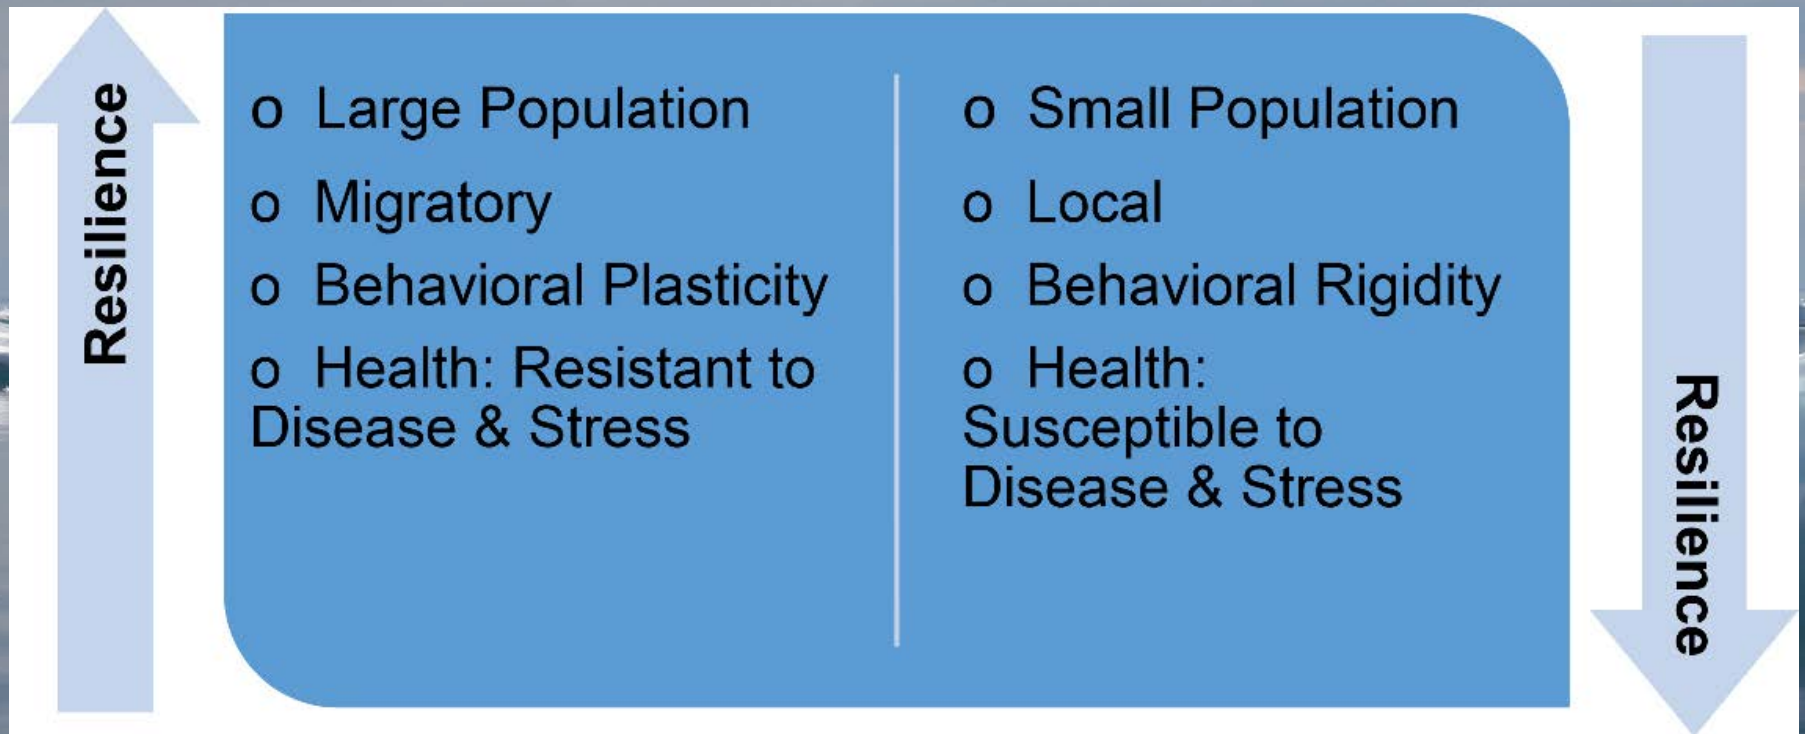 Resilience
o Large Population
o Migratory
o Behavioral Plasticity
o Health: Resistant to
Disease & Stress
o Small Population
o Local
o Behavioral Rigidity
o Health:
Susceptible to
Disease & Stress
Resilience